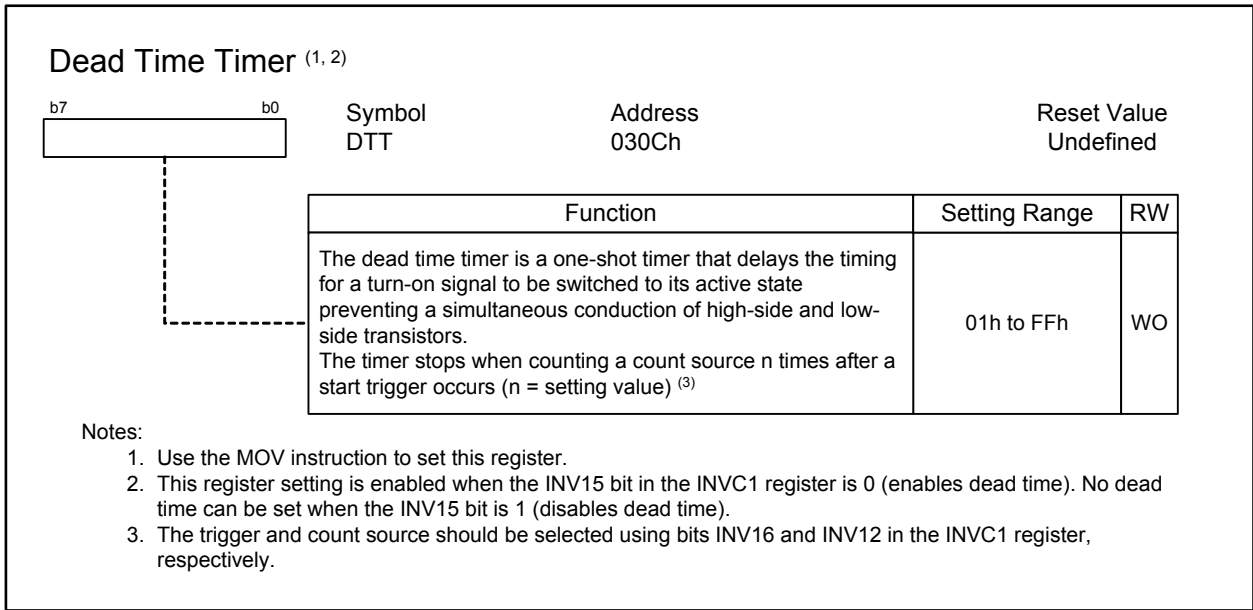 Dead Time Timer (1, 2)
b7 b0 Symbol Address Reset Value
DTT 030Ch Undefined
Function Setting Range RW
The dead time timer is a one-shot timer that delays the timing
for a turn-on signal to be switched to its active state
preventing a simultaneous conduction of high-side and low-
side transistors.
The timer stops when counting a count source n times after a
start trigger occurs (n = setting value) (3)
01h to FFh WO
Notes:
1. Use the MOV instruction to set this register.
2. This register setting is enabled when the INV15 bit in the INVC1 register is 0 (enables dead time). No dead
time can be set when the INV15 bit is 1 (disables dead time).
3. The trigger and count source should be selected using bits INV16 and INV12 in the INVC1 register,
respectively.